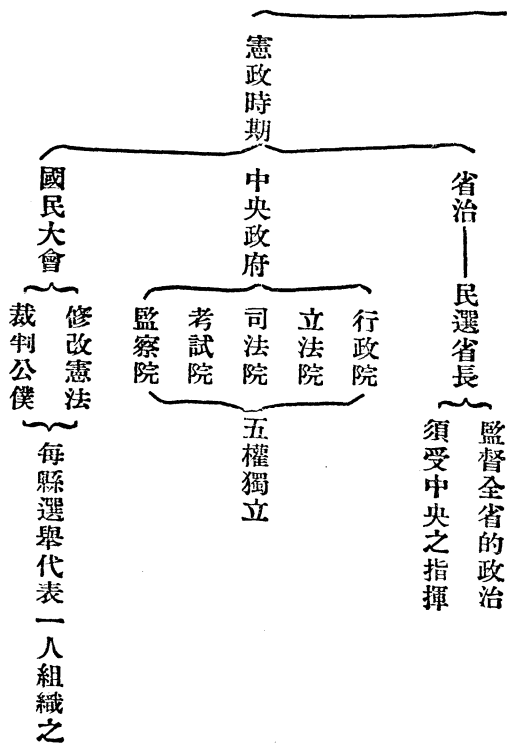 憲政時期
省治
民選省長
監督全省的政治
須受中央之指揮
中央政府
行政院
立法院
司法院
考試院
監察院
五權獨立
國民大會
修改憲法
裁判公僕
每縣選舉代表一人組織之